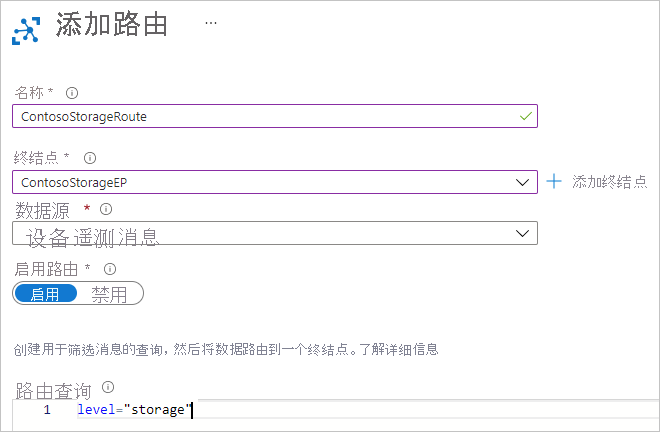 添加路由 ...
名称 *
ContosoStorageRoute
终结点 *
ContosoStorageEP
添加终结点
数据源 *
设备遥测消息
启用路由 *
启用 禁用
创建用于筛选消息的查询，然后将数据路由到一个终结点。了解详细信息
路由查询
1 level="storage"